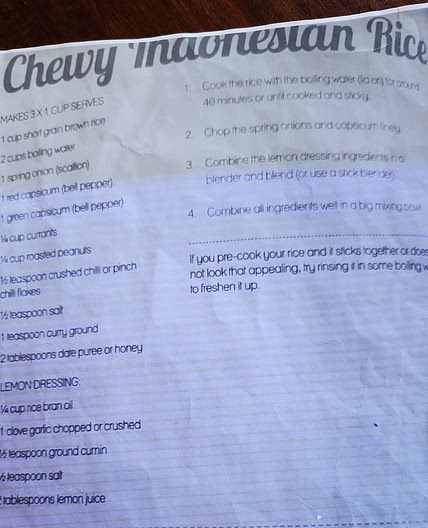 Chewy Indonesian Rice
MAKES 3 X 1 CUP SERVES
1 cup short grain brown rice
2 cups boiling water
1 spring onion (scallion)
1 red capsicum (bell pepper)
1 green capsicum (bell pepper)
¼ cup currants
¼ cup roasted peanuts
½ teaspoon crushed chilli or pinch
chilli flakes
½ teaspoon salt
1 teaspoon curry ground
2 tablespoons date puree or honey
LEMON DRESSING:
¼ cup rice bran oil
1 clove garlic chopped or crushed
½ teaspoon ground cumin
½ teaspoon salt
2 tablespoons lemon juice
1. Cook the rice with the boiling water (lid on) for around
40 minutes or until cooked and sticky.
2. Chop the spring onions and capsicum finely.
3. Combine the lemon dressing ingredients in a
blender and blend (or use a stick blender).
4. Combine all ingredients well in a big mixing bowl.
If you pre-cook your rice and it sticks together or does
not look that appealing, try rinsing it in some boiling
to freshen it up.